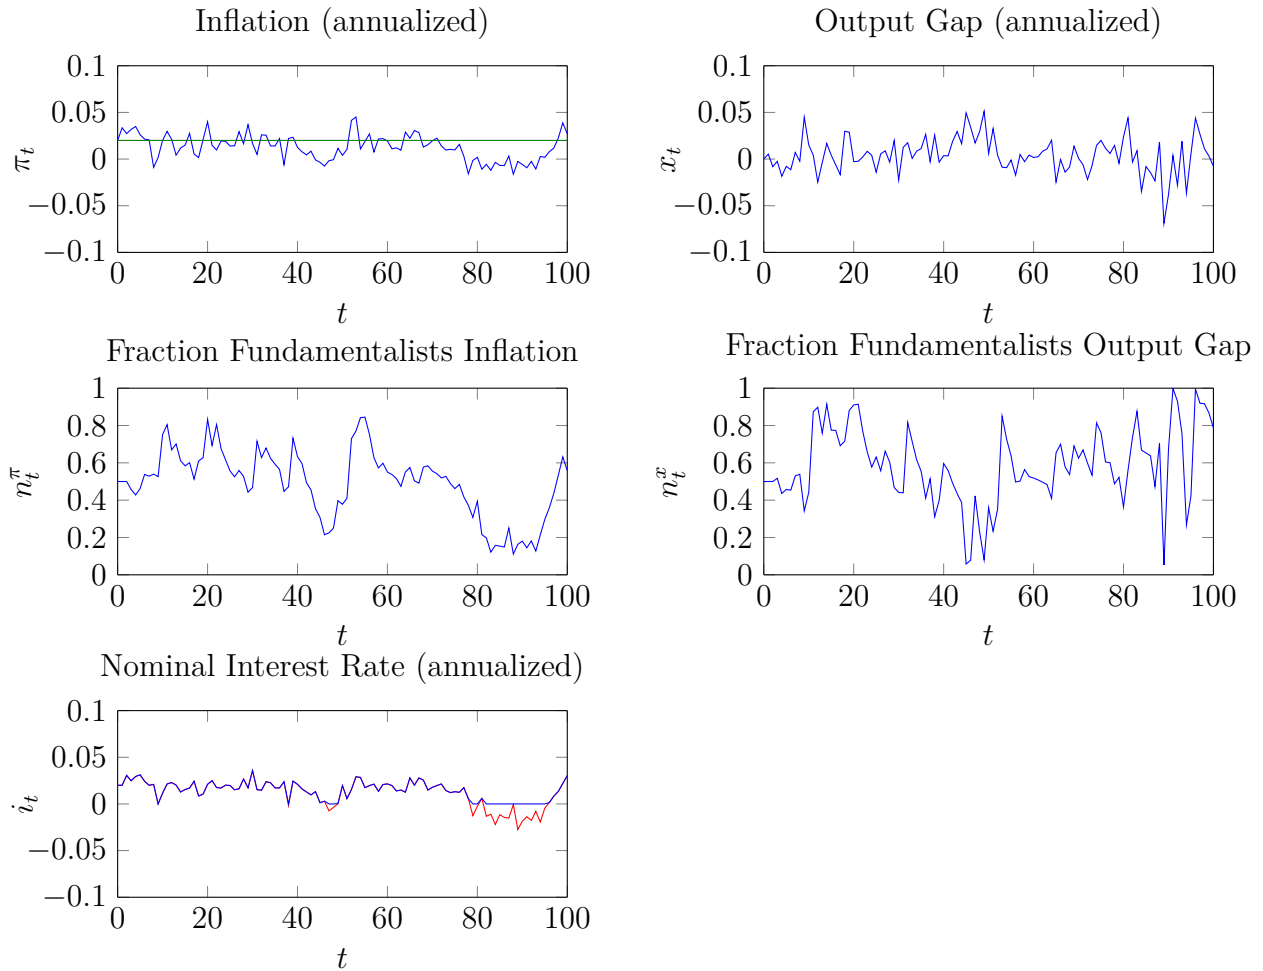 Inflation (annualized)
0.1
0.05
0
−0.05
−0.1
π_t
0 20 40 60 80 100
t
Output Gap (annualized)
0.1
0.05
0
−0.05
−0.1
x_t
0 20 40 60 80 100
t
Fraction Fundamentalists Inflation
1
0.8
0.6
0.4
0.2
0
n_t^π
0 20 40 60 80 100
t
Fraction Fundamentalists Output Gap
1
0.8
0.6
0.4
0.2
0
n_t^x
0 20 40 60 80 100
t
Nominal Interest Rate (annualized)
0.1
0.05
0
−0.05
−0.1
i_t
0 20 40 60 80 100
t